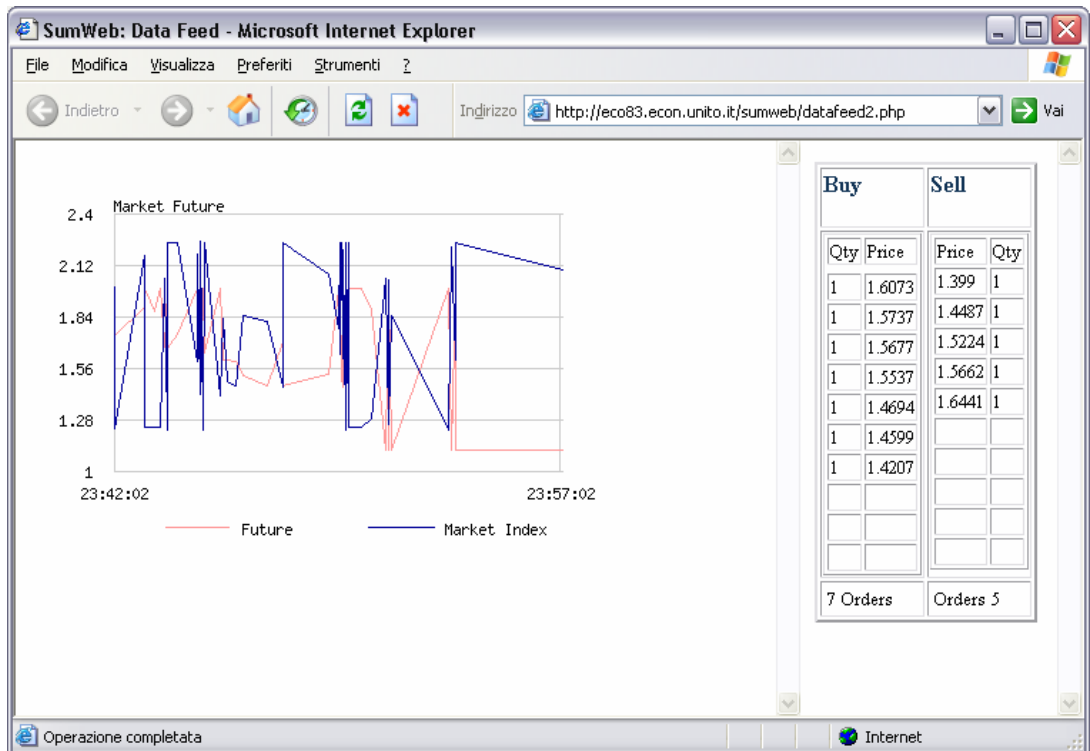 SumWeb: Data Feed - Microsoft Internet Explorer
File Modifica Visualizza Preferiti Strumenti ?
Indietro Indirizzo http://eco83.econ.unito.it/sumweb/datafeed2.php Vai
Market Future
2.4
2.12
1.84
1.56
1.28
1
23:42:02 23:57:02
Future Market Index
Buy Sell
Qty Price Price Qty
1 1.6073 1.399 1
1 1.5737 1.4487 1
1 1.5677 1.5224 1
1 1.5537 1.5662 1
1 1.4694 1.6441 1
1 1.4599
1 1.4207
7 Orders Orders 5
Operazione completata Internet